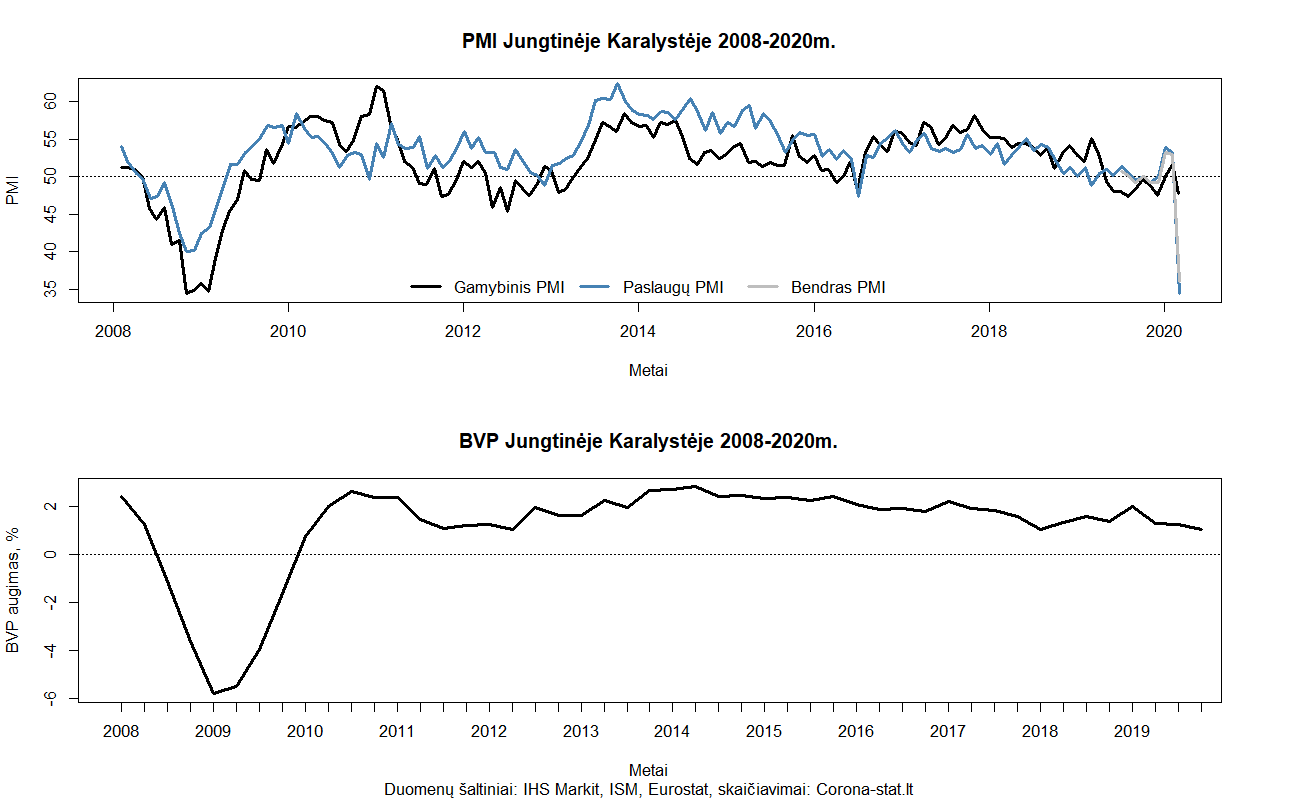 PMI Jungtinėje Karalystėje 2008-2020m.
PMI
60
55
50
45
40
35
Gamybinis PMI Paslaugų PMI Bendras PMI
2008 2010 2012 2014 2016 2018 2020
Metai
BVP Jungtinėje Karalystėje 2008-2020m.
BVP augimas, %
2
0
-2
-4
-6
2008 2009 2010 2011 2012 2013 2014 2015 2016 2017 2018 2019
Metai
Duomenų šaltiniai: IHS Markit, ISM, Eurostat, skaičiavimai: Corona-stat.lt